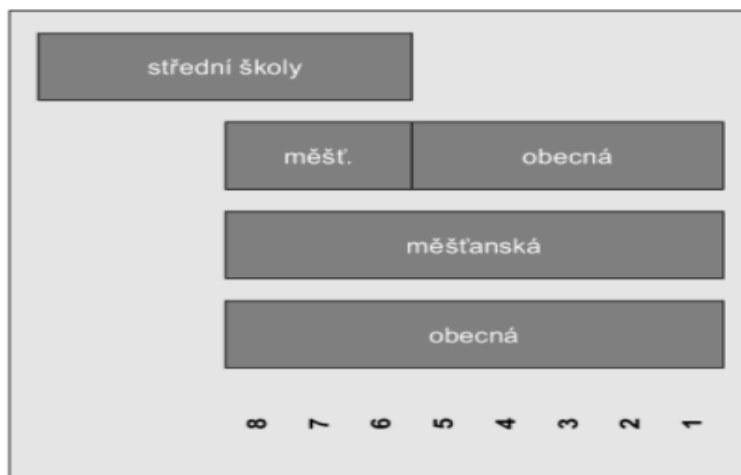 střední školy
měšť. obecná
měšťanská
obecná
8 7 6 5 4 3 2 1